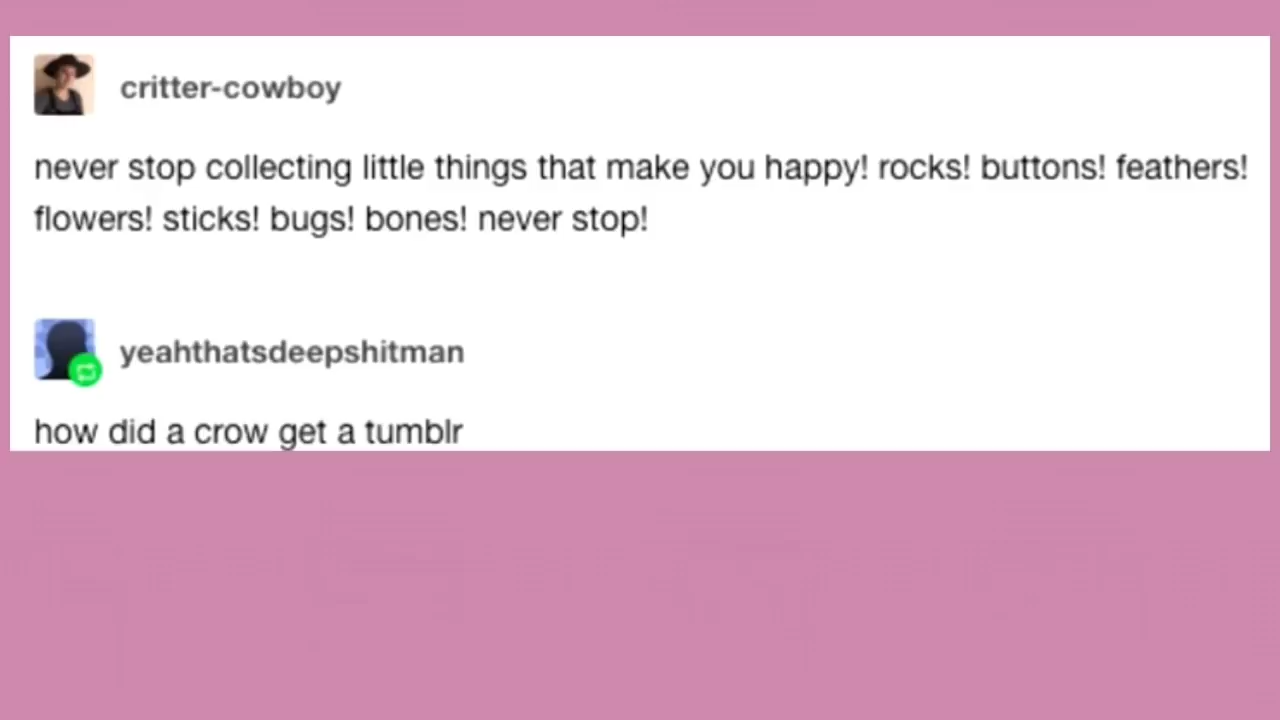 critter-cowboy
never stop collecting little things that make you happy! rocks! buttons! feathers!
flowers! sticks! bugs! bones! never stop!
yeahthatsdeepshitman
how did a crow get a tumblr